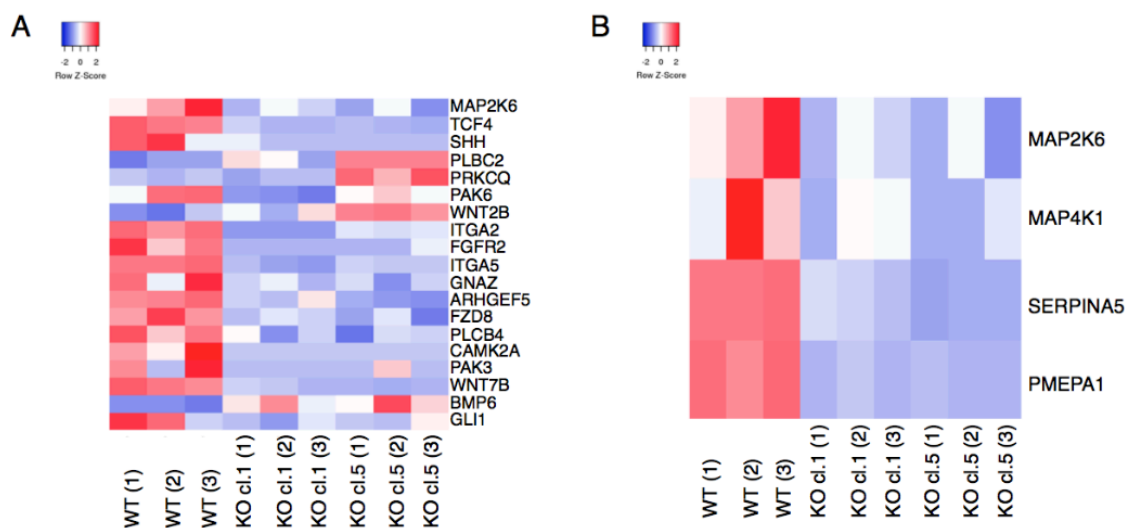 A
-2 0 2
Row Z-Score
MAP2K6
TCF4
SHH
PLBC2
PRKCQ
PAK6
WNT2B
ITGA2
FGFR2
ITGA5
GNAZ
ARHGEF5
FZD8
PLCB4
CAMK2A
PAK3
WNT7B
BMP6
GLI1
WT (1)
WT (2)
WT (3)
KO cl.1 (1)
KO cl.1 (2)
KO cl.1 (3)
KO cl.5 (1)
KO cl.5 (2)
KO cl.5 (3)
B
-2 0 2
Row Z-Score
MAP2K6
MAP4K1
SERPINA5
PMEPA1
WT (1)
WT (2)
WT (3)
KO cl.1 (1)
KO cl.1 (2)
KO cl.1 (3)
KO cl.5 (1)
KO cl.5 (2)
KO cl.5 (3)